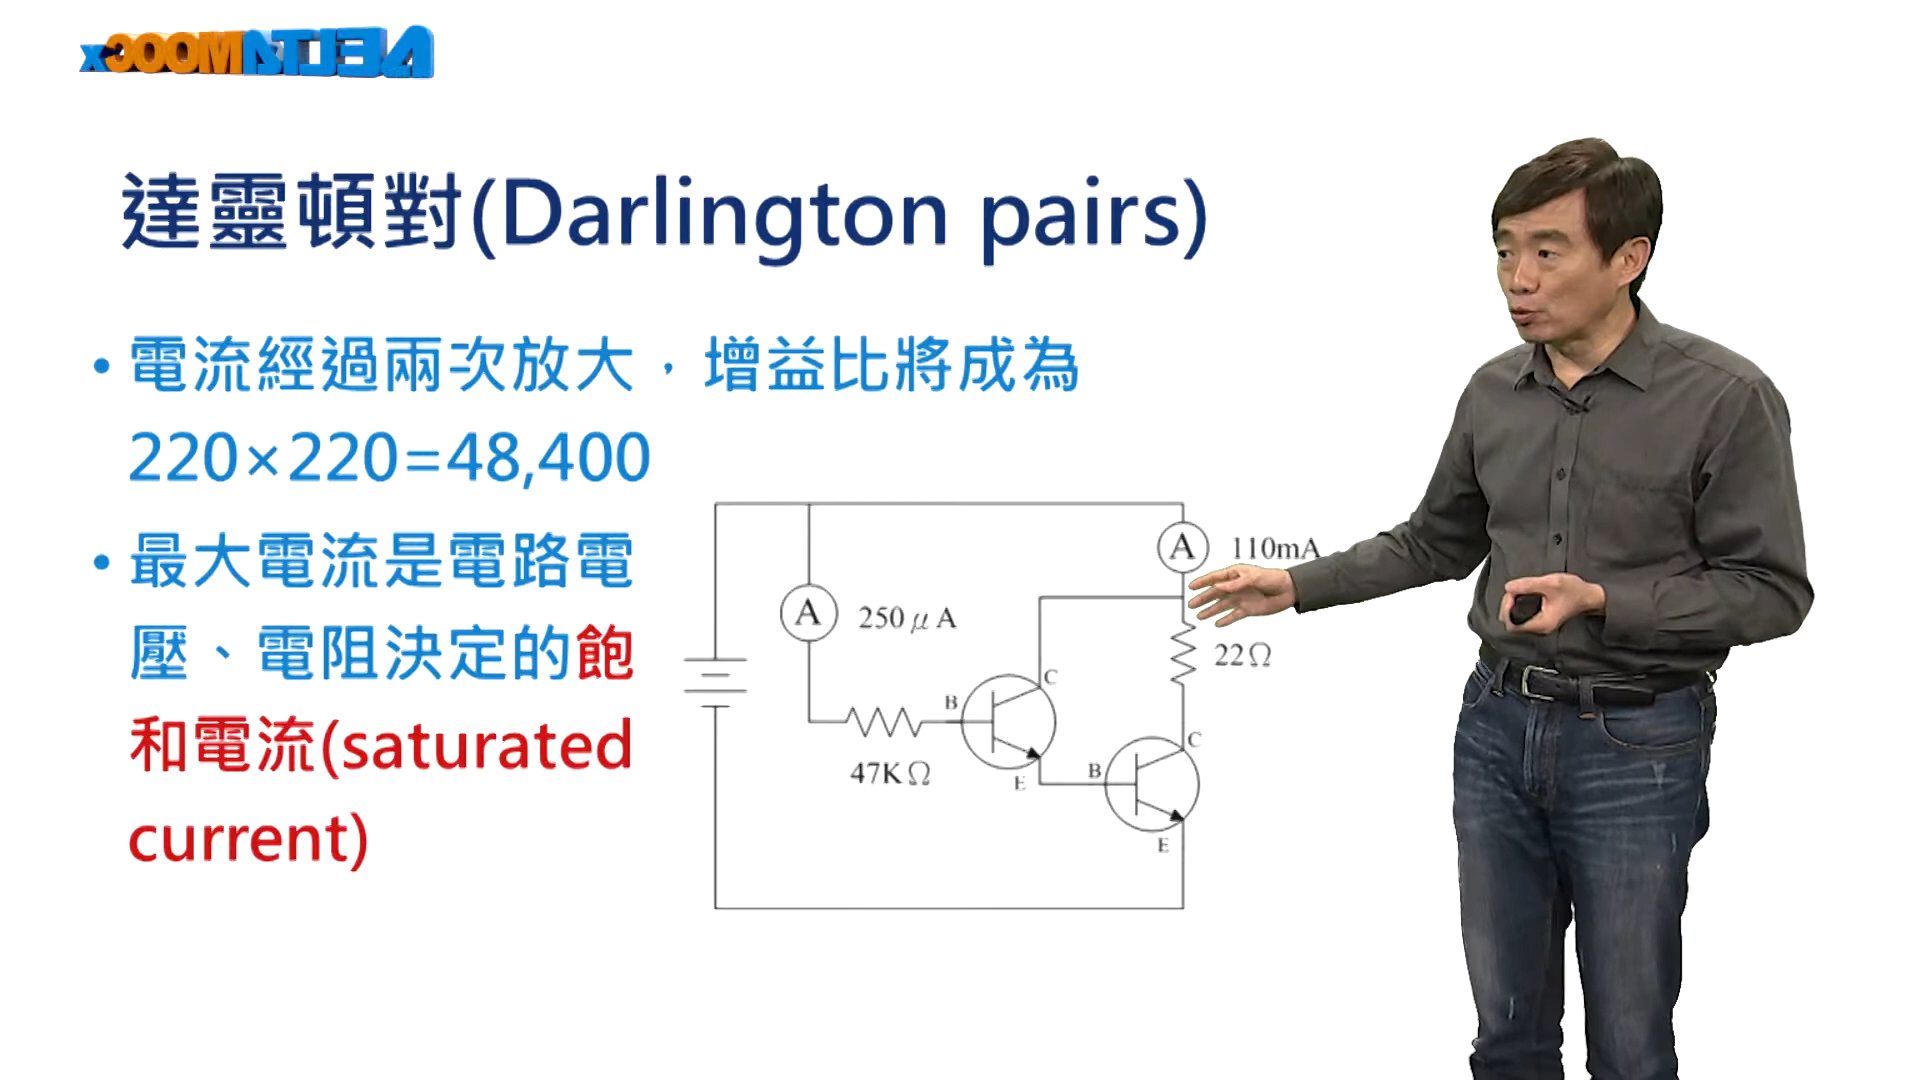 DELTAMOOCx
達靈頓對(Darlington pairs)
• 電流經過兩次放大，增益比將成為
220×220=48,400
• 最大電流是電路電
壓、電阻決定的飽
和電流(saturated
current)
A 110mA
A 250μA
22Ω
C
B
47KΩ
E
C
B
E